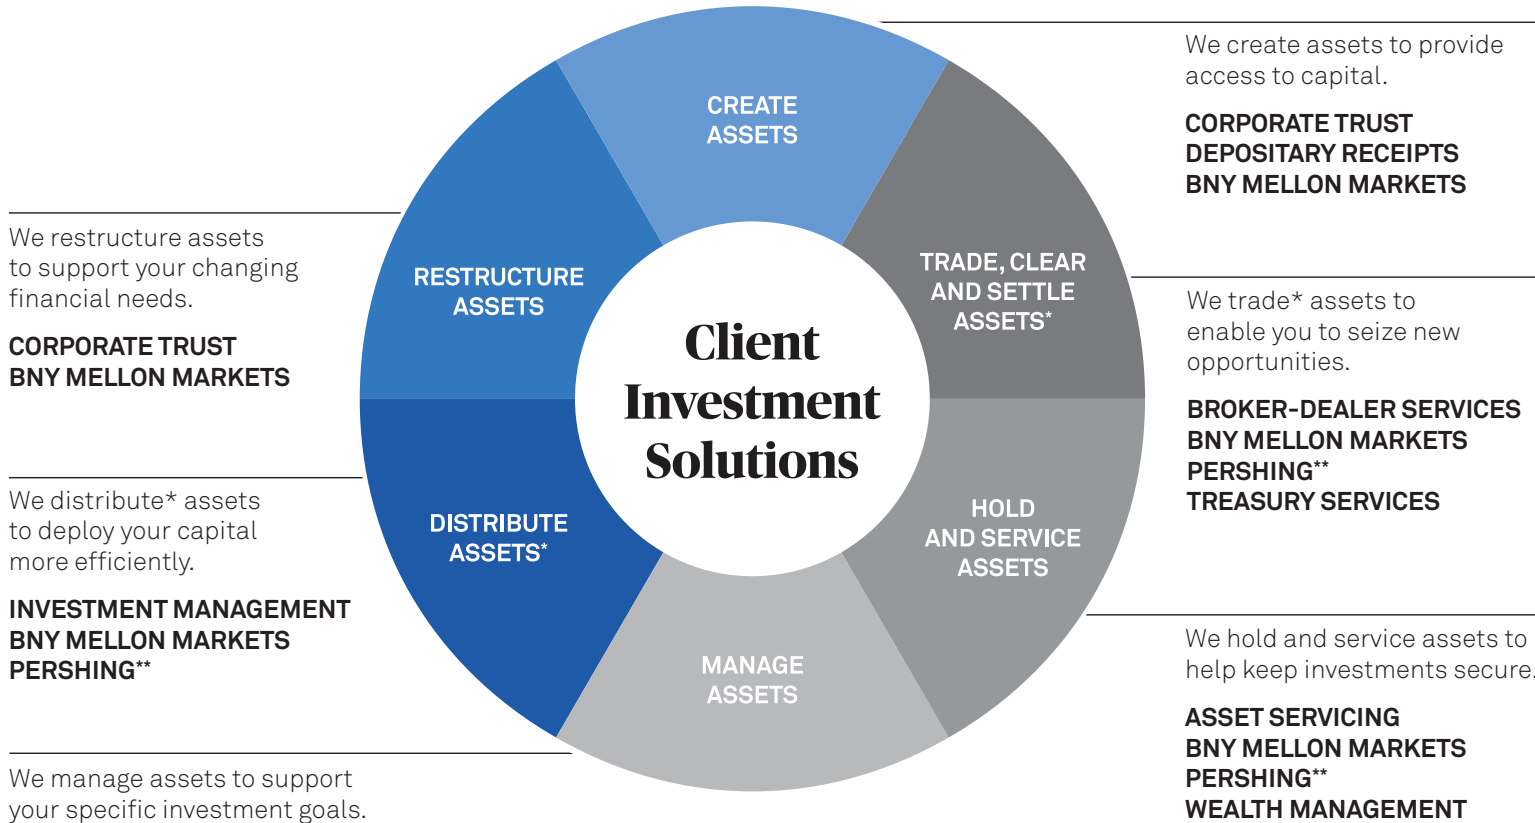 CREATE
ASSETS
We create assets to provide
access to capital.
CORPORATE TRUST
DEPOSITARY RECEIPTS
BNY MELLON MARKETS
TRADE, CLEAR
AND SETTLE
ASSETS*
We trade* assets to
enable you to seize new
opportunities.
BROKER-DEALER SERVICES
BNY MELLON MARKETS
PERSHING**
TREASURY SERVICES
HOLD
AND SERVICE
ASSETS
We hold and service assets to
help keep investments secure.
ASSET SERVICING
BNY MELLON MARKETS
PERSHING**
WEALTH MANAGEMENT
MANAGE
ASSETS
We manage assets to support
your specific investment goals.
DISTRIBUTE
ASSETS*
We distribute* assets
to deploy your capital
more efficiently.
INVESTMENT MANAGEMENT
BNY MELLON MARKETS
PERSHING**
RESTRUCTURE
ASSETS
We restructure assets
to support your changing
financial needs.
CORPORATE TRUST
BNY MELLON MARKETS
Client
Investment
Solutions